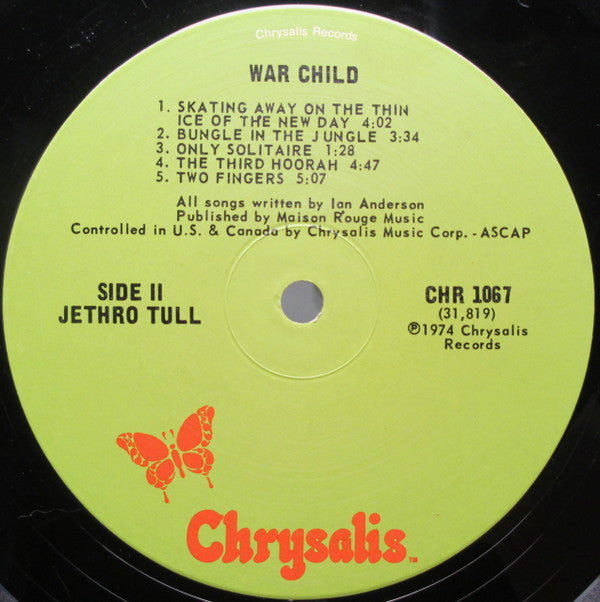 Chrysalis Records
WAR CHILD
1. SKATING AWAY ON THE THIN
ICE OF THE NEW DAY 4:02
2. BUNGLE IN THE JUNGLE 3:34
3. ONLY SOLITAIRE 1:28
4. THE THIRD HOORAH 4:47
5. TWO FINGERS 5:07
All songs written by Ian Anderson
Published by Maison Rouge Music
Controlled in U.S. & Canada by Chrysalis Music Corp. - ASCAP
SIDE II
JETHRO TULL
CHR 1067
(31,819)
℗1974 Chrysalis
Records
Chrysalis™